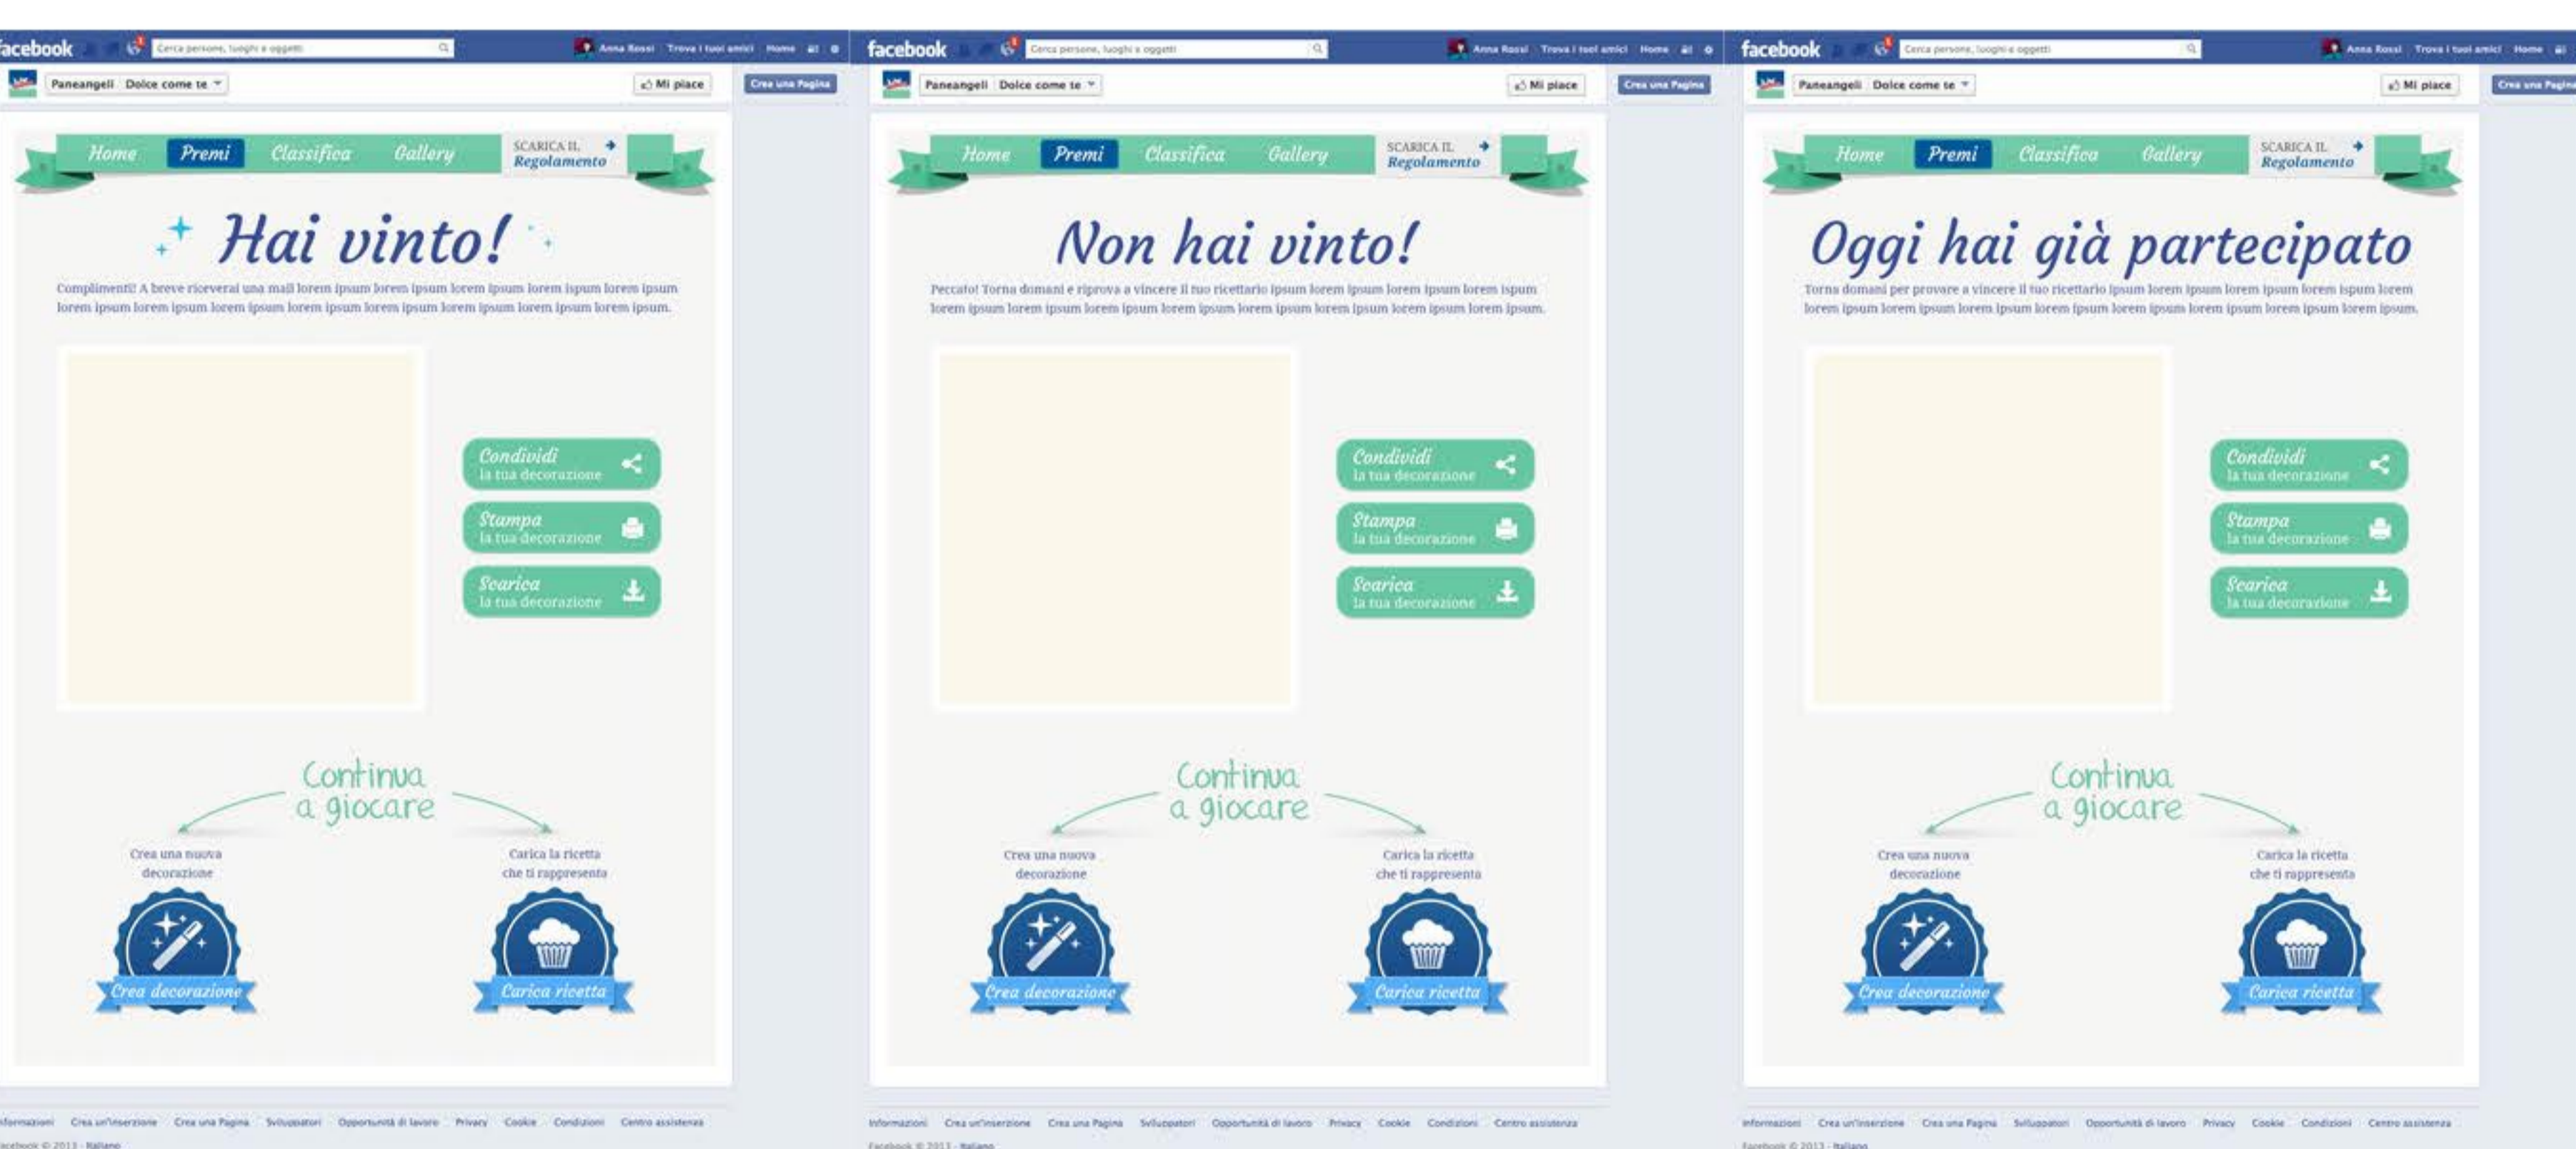 facebook
Cerca persone, luoghi e oggetti
Anna Rossi Trova i tuoi amici Home
Paneangeli Dolce come te
Mi piace
Crea una Pagina
Home Premi Classifica Gallery
SCARICA IL
Regolamento
Hai vinto!
Complimenti! A breve riceverai una mail lorem ipsum lorem ipsum lorem ipsum lorem ispum lorem ipsum
lorem ipsum lorem ipsum lorem ipsum lorem ipsum lorem ipsum lorem ipsum lorem ipsum lorem ipsum.
Condividi
la tua decorazione
Stampa
la tua decorazione
Scarica
la tua decorazione
Continua
a giocare
Crea una nuova
decorazione
Crea decorazione
Carica la ricetta
che ti rappresenta
Carica ricetta
Informazioni Crea un'inserzione Crea una Pagina Sviluppatori Opportunità di lavoro Privacy Cookie Condizioni Centro assistenza
Facebook © 2013 · Italiano
facebook
Cerca persone, luoghi e oggetti
Anna Rossi Trova i tuoi amici Home
Paneangeli Dolce come te
Mi piace
Crea una Pagina
Home Premi Classifica Gallery
SCARICA IL
Regolamento
Non hai vinto!
Peccato! Torna domani e riprova a vincere il tuo ricettario ipsum lorem ipsum lorem ipsum lorem ispum
lorem ipsum lorem ipsum lorem ipsum lorem ipsum lorem ipsum lorem ipsum lorem ipsum lorem ipsum.
Condividi
la tua decorazione
Stampa
la tua decorazione
Scarica
la tua decorazione
Continua
a giocare
Crea una nuova
decorazione
Crea decorazione
Carica la ricetta
che ti rappresenta
Carica ricetta
Informazioni Crea un'inserzione Crea una Pagina Sviluppatori Opportunità di lavoro Privacy Cookie Condizioni Centro assistenza
Facebook © 2013 · Italiano
facebook
Cerca persone, luoghi e oggetti
Anna Rossi Trova i tuoi amici Home
Paneangeli Dolce come te
Mi piace
Crea una Pagina
Home Premi Classifica Gallery
SCARICA IL
Regolamento
Oggi hai già partecipato
Torna domani per provare a vincere il tuo ricettario ipsum lorem ipsum lorem ipsum lorem ispum lorem
lorem ipsum lorem ipsum lorem ipsum lorem ipsum lorem ipsum lorem ipsum lorem ipsum lorem ipsum.
Condividi
la tua decorazione
Stampa
la tua decorazione
Scarica
la tua decorazione
Continua
a giocare
Crea una nuova
decorazione
Crea decorazione
Carica la ricetta
che ti rappresenta
Carica ricetta
Informazioni Crea un'inserzione Crea una Pagina Sviluppatori Opportunità di lavoro Privacy Cookie Condizioni Centro assistenza
Facebook © 2013 · Italiano